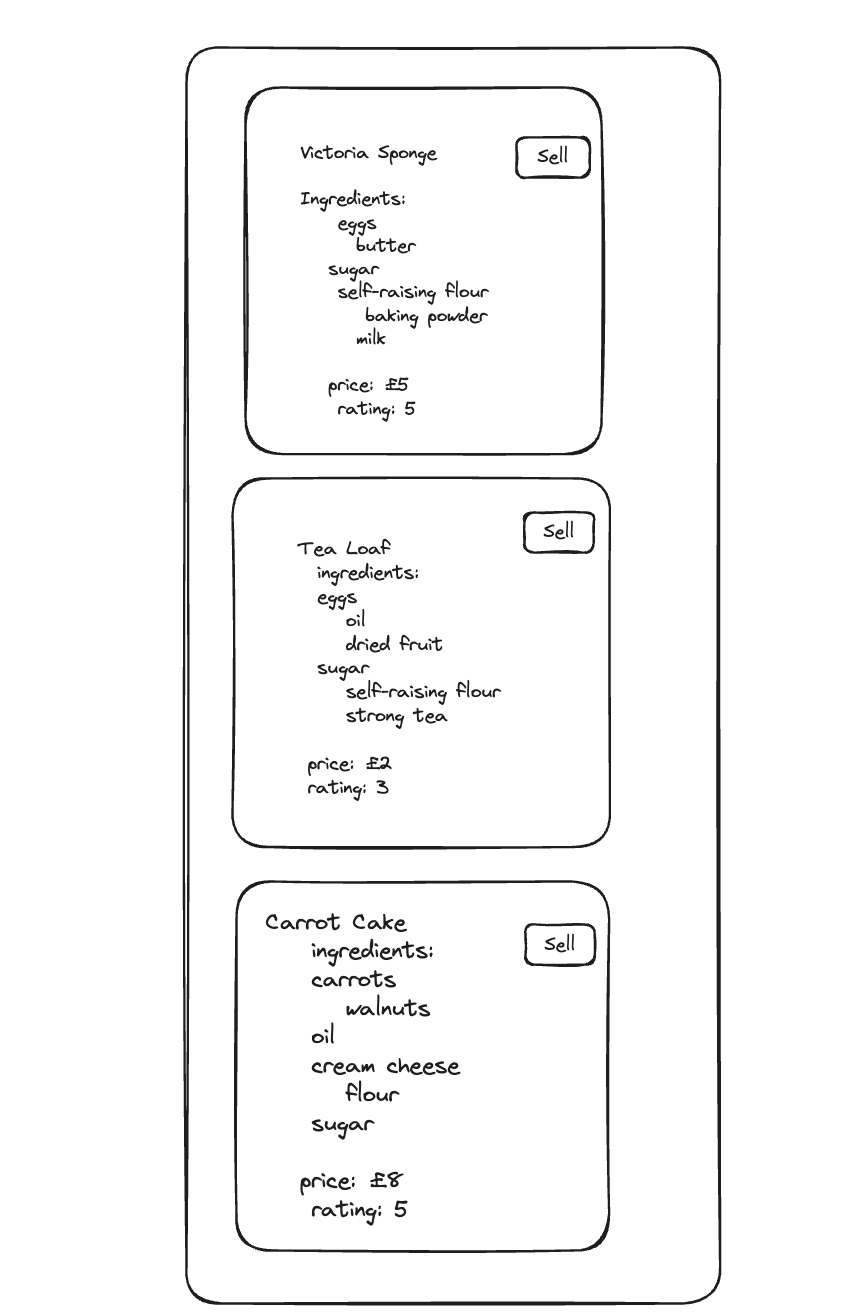 Victoria Sponge
Sell
Ingredients:
eggs
butter
sugar
self-raising flour
baking powder
milk
price: £5
rating: 5
Sell
Tea Loaf
ingredients:
eggs
oil
dried fruit
sugar
self-raising flour
strong tea
price: £2
rating: 3
Carrot Cake
Sell
ingredients:
carrots
walnuts
oil
cream cheese
flour
sugar
price: £8
rating: 5